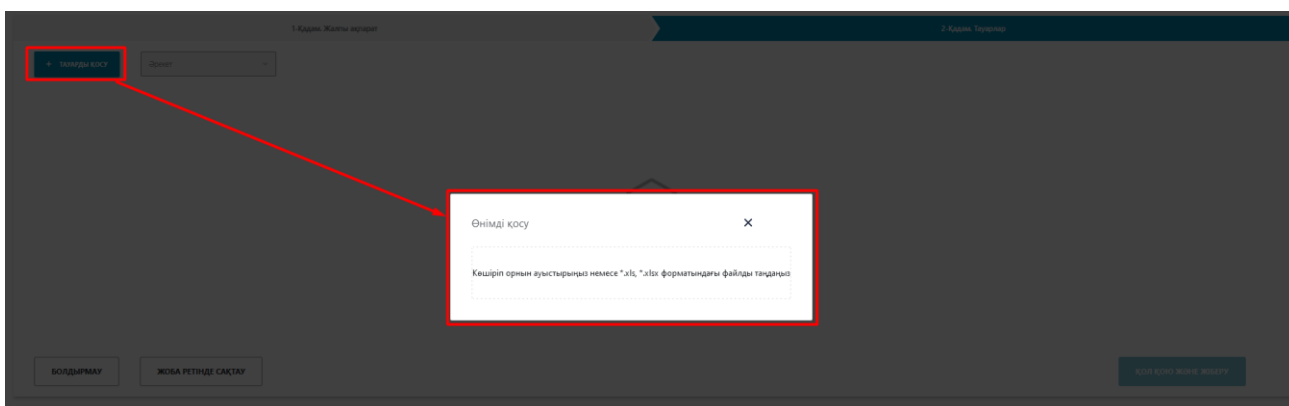 1-Қадам. Жалпы ақпарат
2-Қадам. Тауарлар
+ ТАУАРДЫ ҚОСУ
Әрекет
Өнімді қосу
Көшіріп орнын ауыстырыңыз немесе *.xls, *.xlsx форматындағы файлды таңдаңыз
БОЛДЫРМАУ
ЖОБА РЕТІНДЕ САҚТАУ
ҚОЛ ҚОЮ ЖӘНЕ ЖІБЕРУ